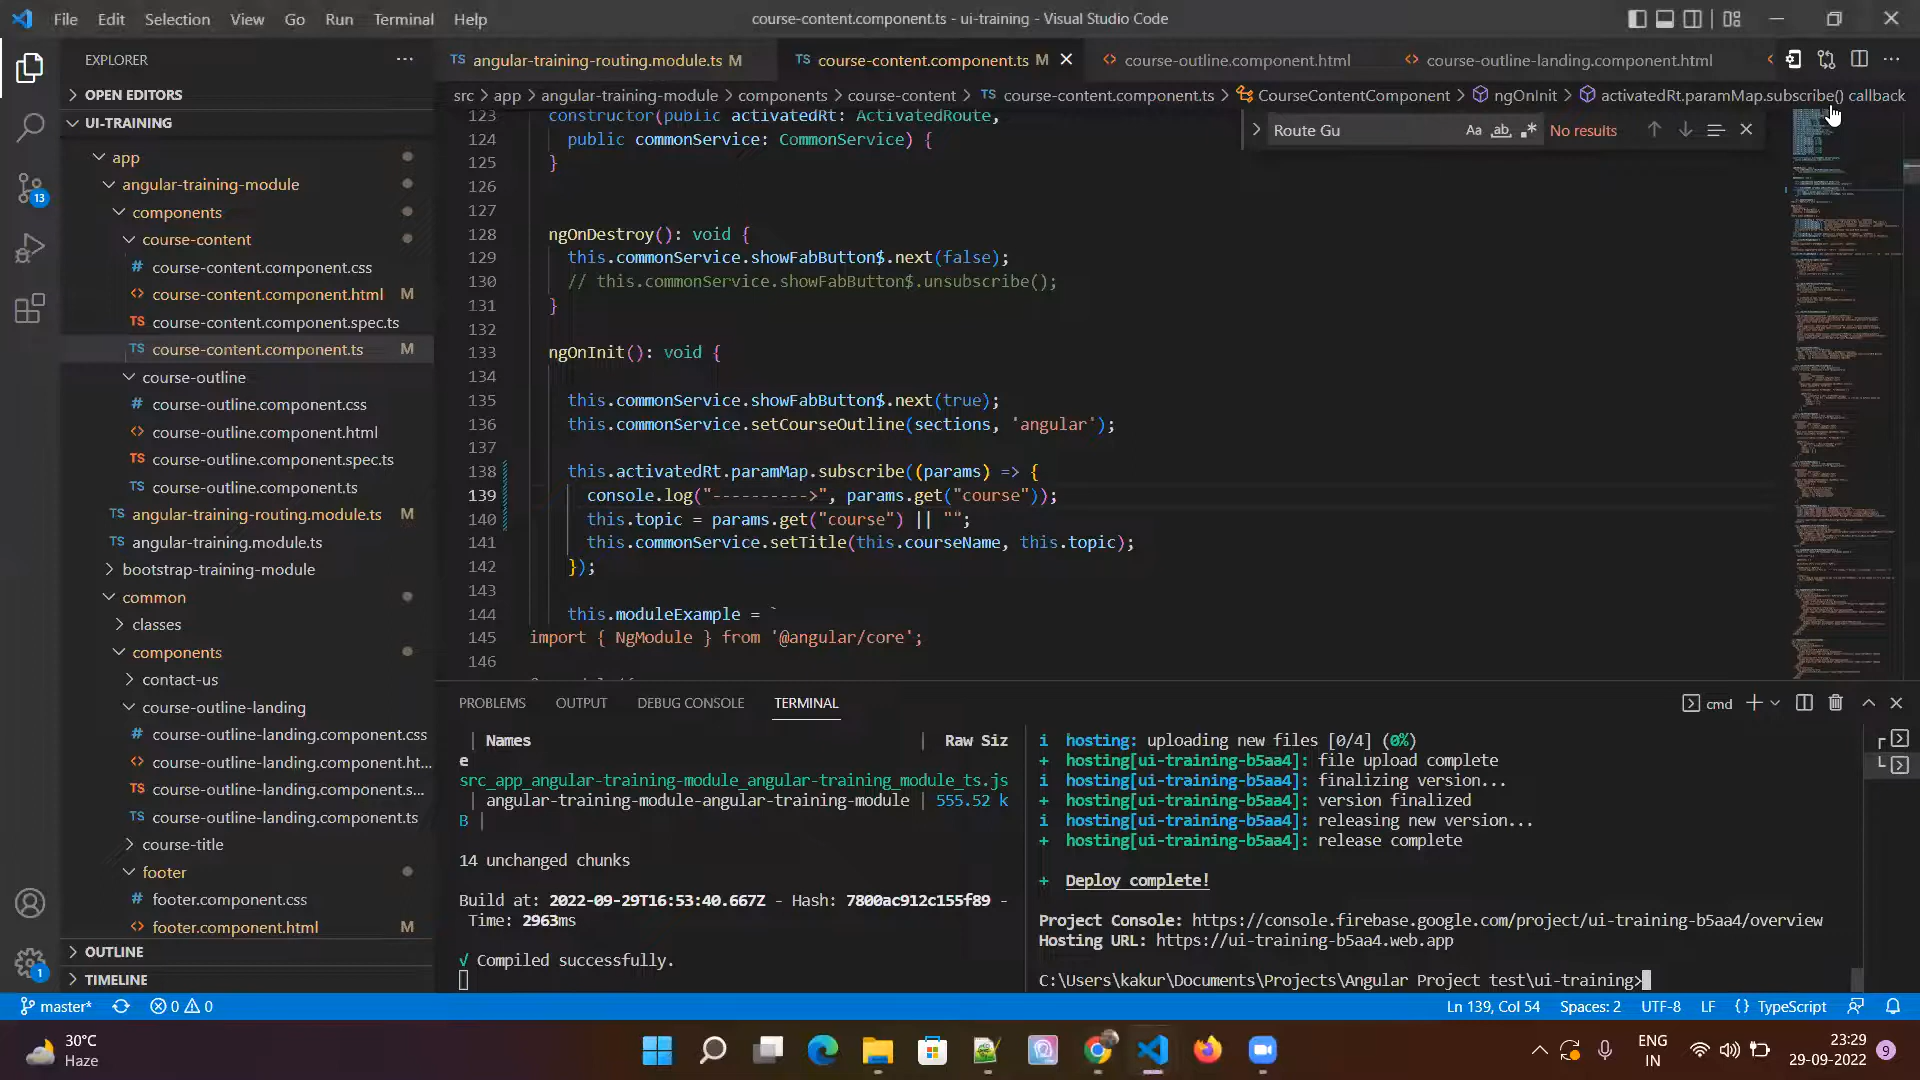 File Edit Selection View Go Run Terminal Help
course-content.component.ts - ui-training - Visual Studio Code
EXPLORER
TS angular-training-routing.module.ts M
TS course-content.component.ts M
<> course-outline.component.html
<> course-outline-landing.component.html
OPEN EDITORS
src > app > angular-training-module > components > course-content > TS course-content.component.ts > CourseContentComponent > ngOnInit > activatedRt.paramMap.subscribe() callback
UI-TRAINING
Route Gu
Aa ab
No results
app
angular-training-module
components
course-content
# course-content.component.css
<> course-content.component.html M
TS course-content.component.spec.ts
TS course-content.component.ts M
course-outline
# course-outline.component.css
<> course-outline.component.html
TS course-outline.component.spec.ts
TS course-outline.component.ts
TS angular-training-routing.module.ts M
TS angular-training.module.ts
bootstrap-training-module
common
classes
components
contact-us
course-outline-landing
# course-outline-landing.component.css
<> course-outline-landing.component.ht...
TS course-outline-landing.component.s...
TS course-outline-landing.component.ts
course-title
footer
# footer.component.css
<> footer.component.html M
OUTLINE
TIMELINE
13
1
123 constructor(public activatedRt: ActivatedRoute,
124 public commonService: CommonService) {
125 }
126
127
128 ngOnDestroy(): void {
129 this.commonService.showFabButton$.next(false);
130 // this.commonService.showFabButton$.unsubscribe();
131 }
132
133 ngOnInit(): void {
134
135 this.commonService.showFabButton$.next(true);
136 this.commonService.setCourseOutline(sections, 'angular');
137
138 this.activatedRt.paramMap.subscribe((params) => {
139 console.log("---------->", params.get("course"));
140 this.topic = params.get("course") || "";
141 this.commonService.setTitle(this.courseName, this.topic);
142 });
143
144 this.moduleExample = `
145 import { NgModule } from '@angular/core';
146
PROBLEMS OUTPUT DEBUG CONSOLE TERMINAL
cmd
| Names | Raw Siz
e
src_app_angular-training-module_angular-training_module_ts.js
| angular-training-module-angular-training-module | 555.52 k
B |
14 unchanged chunks
Build at: 2022-09-29T16:53:40.667Z - Hash: 7800ac912c155f89 -
Time: 2963ms
√ Compiled successfully.
i hosting: uploading new files [0/4] (0%)
+ hosting[ui-training-b5aa4]: file upload complete
i hosting[ui-training-b5aa4]: finalizing version...
+ hosting[ui-training-b5aa4]: version finalized
i hosting[ui-training-b5aa4]: releasing new version...
+ hosting[ui-training-b5aa4]: release complete
+ Deploy complete!
Project Console: https://console.firebase.google.com/project/ui-training-b5aa4/overview
Hosting URL: https://ui-training-b5aa4.web.app
C:\Users\kakur\Documents\Projects\Angular Project test\ui-training>
master* 0 0
Ln 139, Col 54 Spaces: 2 UTF-8 LF {} TypeScript
30°C
Haze
ENG
IN
23:29
29-09-2022
9